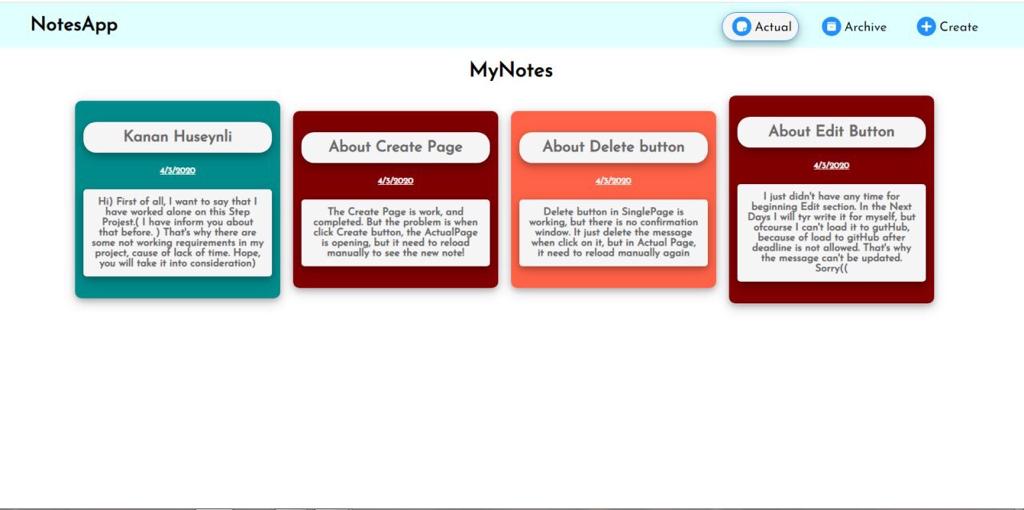 NotesApp
Actual
Archive
Create
MyNotes
Kanan Huseynli
4/3/2020
Hi) First of all, I want to say that I
have worked alone on this Step
Projest.( I have inform you about
that before. ) That's why there are
some not working requirements in my
project, cause of lack of time. Hope,
you will take it into consideration)
About Create Page
4/3/2020
The Create Page is work, and
completed. But the problem is when
click Create button, the ActualPage
is opening, but it need to reload
manually to see the new note!
About Delete button
4/3/2020
Delete button in SinglePage is
working, but there is no confirmation
window. It just delete the message
when click on it, but in Actual Page,
it need to reload manually again
About Edit Button
4/3/2020
I just didn't have any time for
beginning Edit section. In the Next
Days I will tyr write it for myself, but
ofcourse I can't load it to gutHub,
because of load to gitHub after
deadline is not allowed. That's why
the message can't be updated.
Sorry((